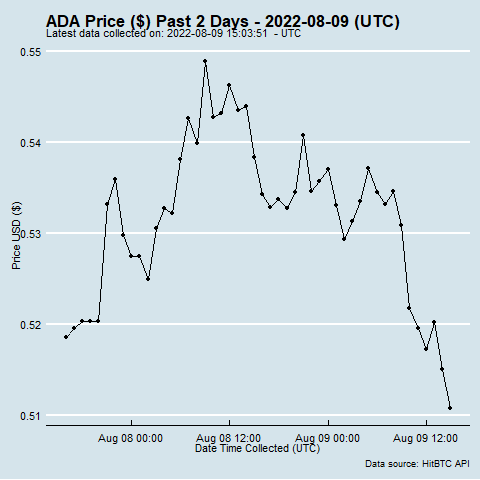 ADA Price ($) Past 2 Days - 2022-08-09 (UTC)
Latest data collected on: 2022-08-09 15:03:51 - UTC
0.55
0.54
0.53
0.52
0.51
Price USD ($)
Aug 08 00:00 Aug 08 12:00 Aug 09 00:00 Aug 09 12:00
Date Time Collected (UTC)
Data source: HitBTC API